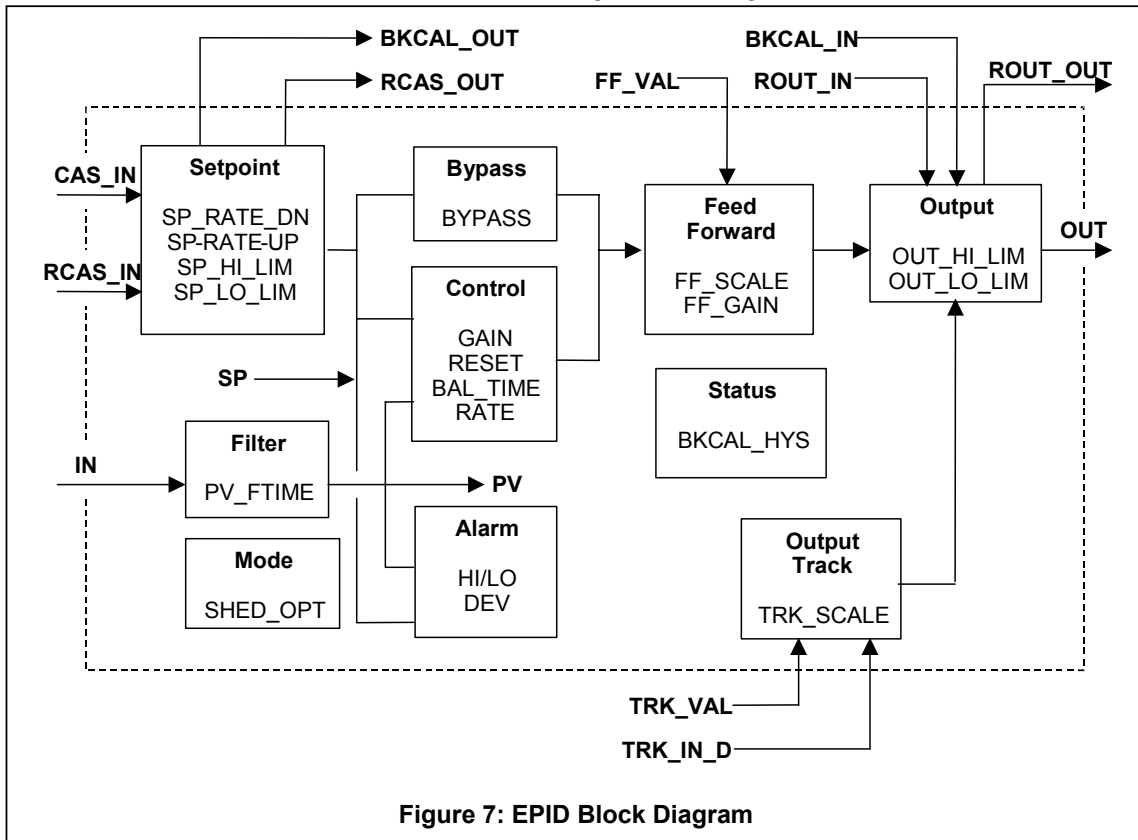 BKCAL_OUT
BKCAL_IN
RCAS_OUT
FF_VAL
ROUT_IN
ROUT_OUT
CAS_IN
RCAS_IN
Setpoint
SP_RATE_DN
SP-RATE-UP
SP_HI_LIM
SP_LO_LIM
Bypass
BYPASS
Feed
Forward
FF_SCALE
FF_GAIN
Output
OUT_HI_LIM
OUT_LO_LIM
OUT
Control
GAIN
RESET
BAL_TIME
RATE
SP
Status
BKCAL_HYS
IN
Filter
PV_FTIME
PV
Mode
SHED_OPT
Alarm
HI/LO
DEV
Output
Track
TRK_SCALE
TRK_VAL
TRK_IN_D
Figure 7: EPID Block Diagram